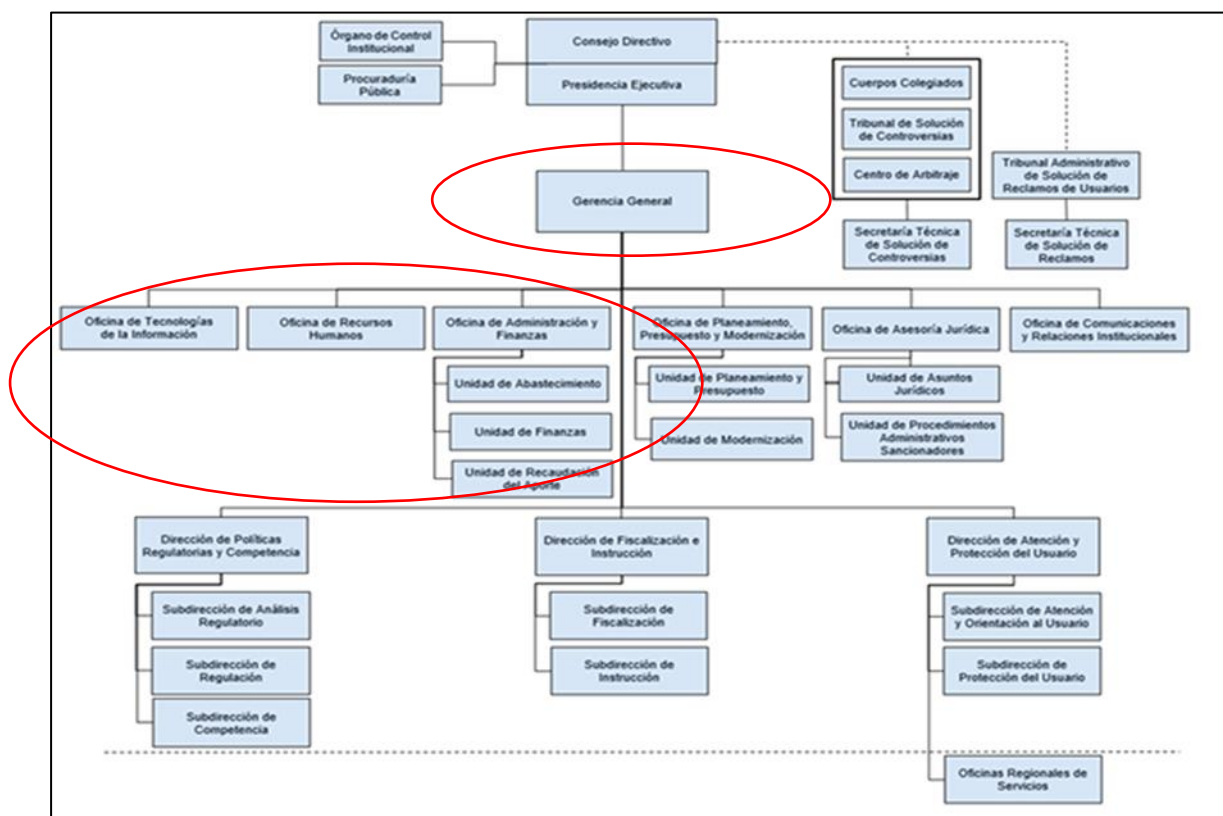 Órgano de Control
Institucional
Procuraduría
Pública
Consejo Directivo
Presidencia Ejecutiva
Cuerpos Colegiados
Tribunal de Solución
de Controversias
Centro de Arbitraje
Tribunal Administrativo
de Solución de
Reclamos de Usuarios
Gerencia General
Secretaría Técnica
de Solución de
Controversias
Secretaría Técnica
de Solución de
Reclamos
Oficina de Tecnologías
de la Información
Oficina de Recursos
Humanos
Oficina de Administración y
Finanzas
Oficina de Planeamiento,
Presupuesto y Modernización
Oficina de Asesoría Jurídica
Oficina de Comunicaciones
y Relaciones Institucionales
Unidad de Abastecimiento
Unidad de Finanzas
Unidad de Recaudación
del Aporte
Unidad de Planeamiento y
Presupuesto
Unidad de Modernización
Unidad de Asuntos
Jurídicos
Unidad de Procedimientos
Administrativos
Sancionadores
Dirección de Políticas
Regulatorias y Competencia
Dirección de Fiscalización e
Instrucción
Dirección de Atención y
Protección del Usuario
Subdirección de Análisis
Regulatorio
Subdirección de
Regulación
Subdirección de
Competencia
Subdirección de
Fiscalización
Subdirección de
Instrucción
Subdirección de Atención
y Orientación al Usuario
Subdirección de
Protección del Usuario
Oficinas Regionales de
Servicios